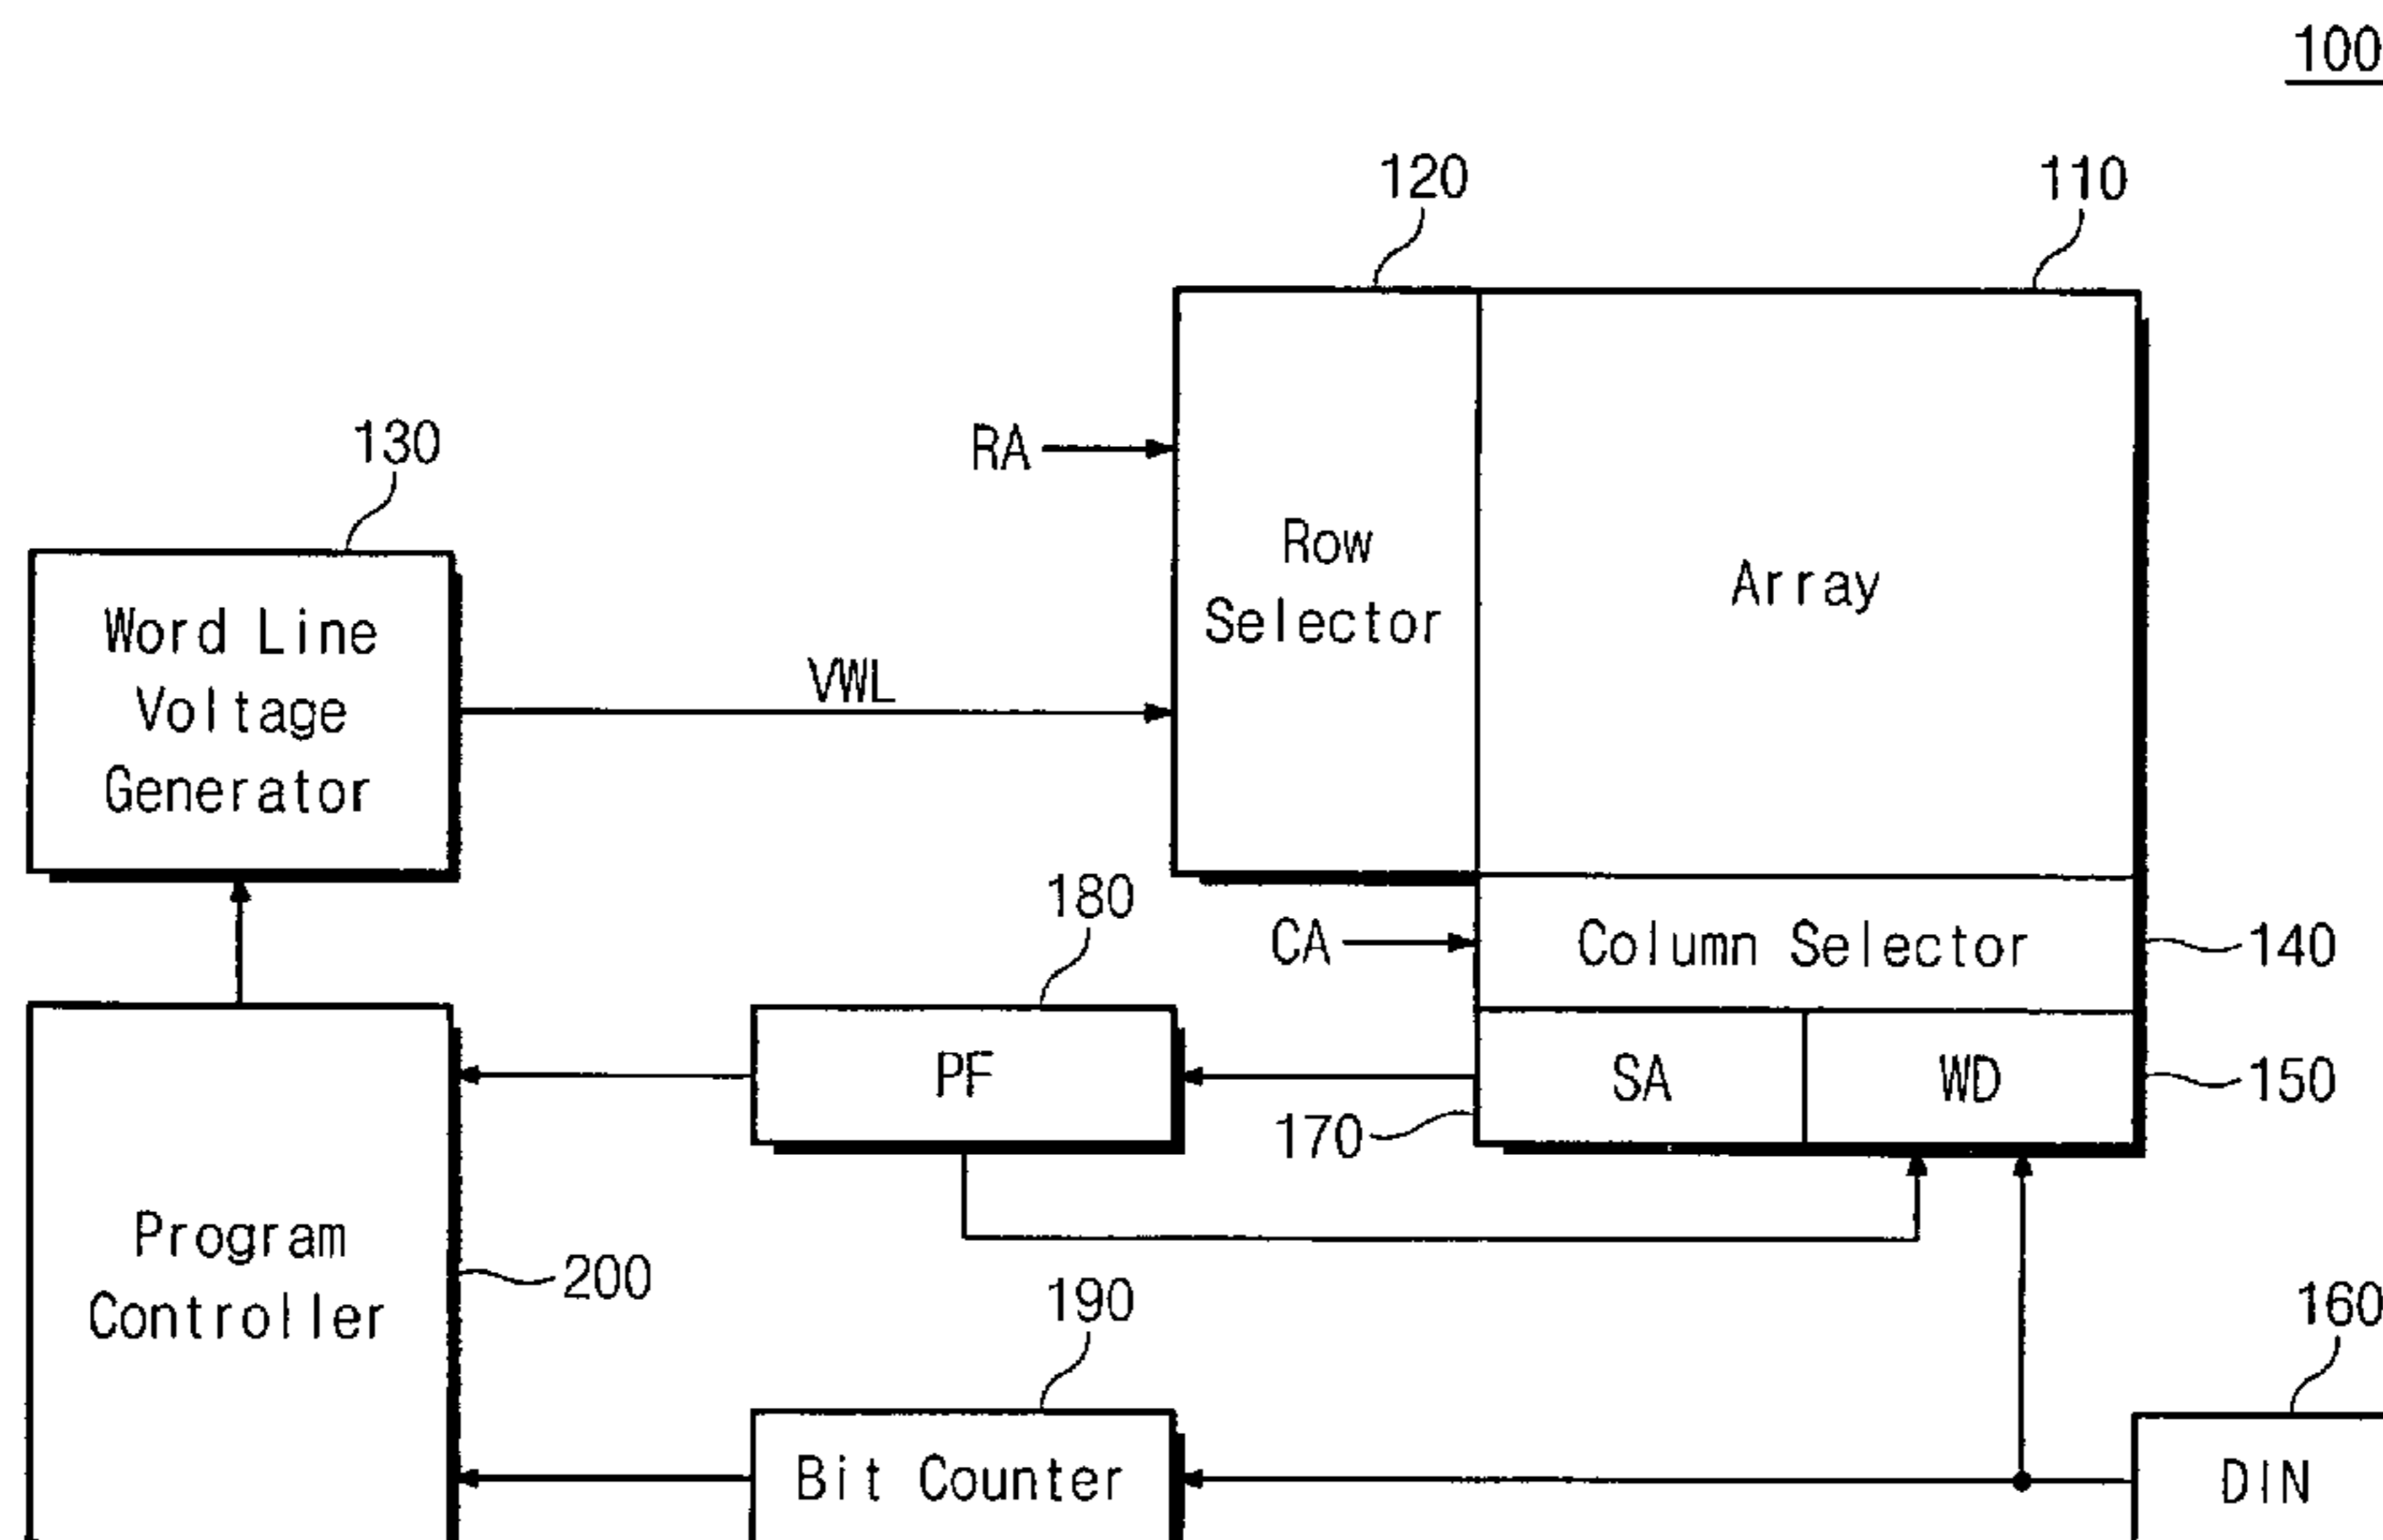 100
120
110
130
RA
Row
Selector
Array
Word Line
Voltage
Generator
VWL
180
CA
Column Selector
140
PF
SA
WD
150
170
Program
Controller
200
190
160
Bit Counter
DIN